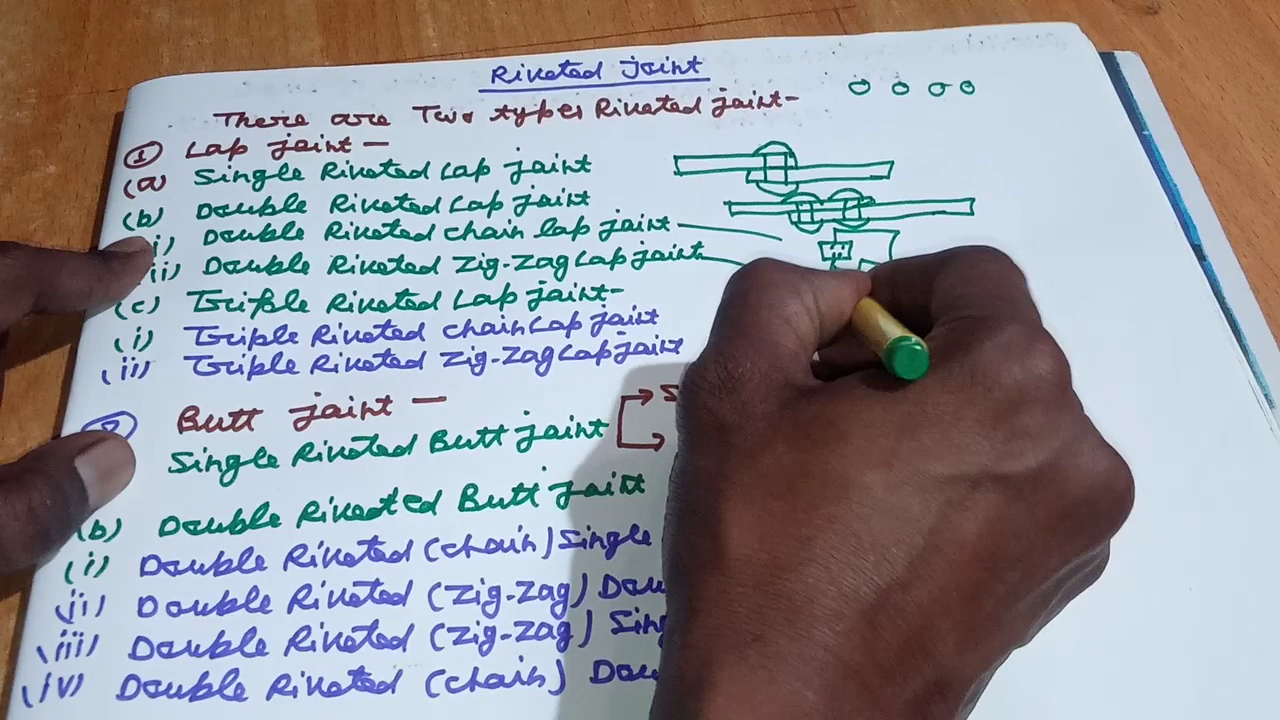 Riveted joint
There are Two types Riveted joint-
① Lap joint -
(a) Single Riveted Lap joint
(b) Double Riveted Lap joint
i) Double Riveted chain lap joint
ii) Double Riveted Zig-Zag Lap joint
(c) Triple Riveted Lap joint-
(i) Triple Riveted chain Lap joint
(ii) Triple Riveted Zig-Zag Lap joint
Butt joint -
Single Riveted Butt joint
(b) Double Riveted Butt joint
(i) Double Riveted (chain) Single
(ii) Double Riveted (Zig-Zag)
(iii) Double Riveted (Zig-Zag)
(iv) Double Riveted (chain)